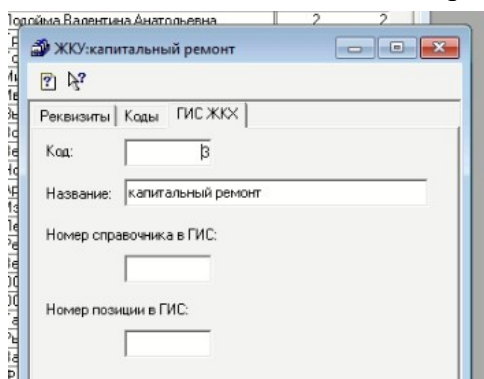 Валентина Анатольевна 2 2
ЖКУ:капитальный ремонт
Реквизиты Коды ГИС ЖКХ
Код: 3
Название: капитальный ремонт
Номер справочника в ГИС:
Номер позиции в ГИС: